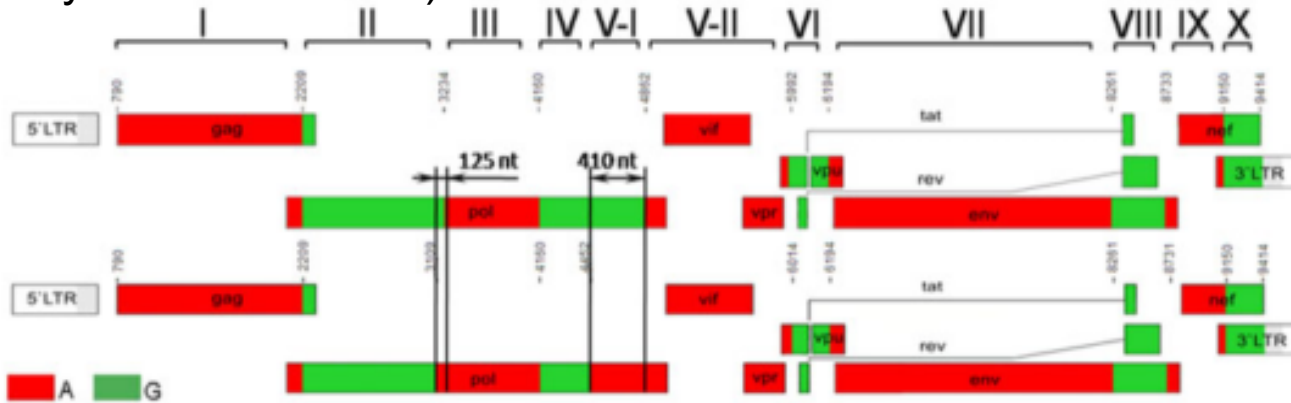 I II III IV V-I V-II VI VII VIII IX X
790 2209 3234 4160 4862 5992 6194 8261 8733 9150 9414
tat
5'LTR gag vif nef
125 nt 410 nt
vpu rev 3'LTR
pol vpr env
790 2209 3109 4160 4452 6014 6194 8261 8731 9150 9414
tat
5'LTR gag vif nef
vpu rev 3'LTR
pol vpr env
A G